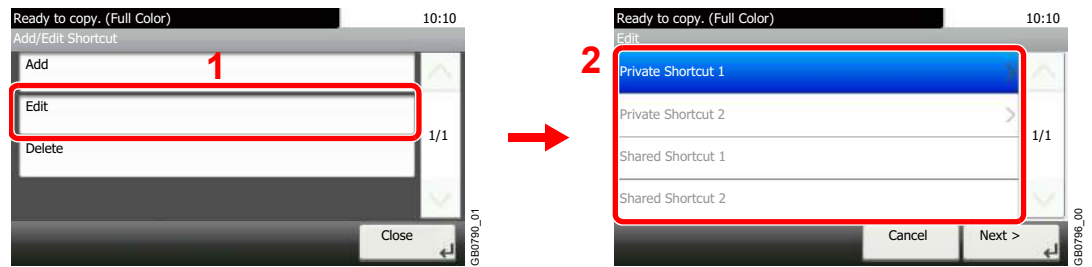 Ready to copy. (Full Color) 10:10
Add/Edit Shortcut
Add
1
Edit
1/1
Delete
Close
GB0790_01
Ready to copy. (Full Color) 10:10
Edit
2
Private Shortcut 1
Private Shortcut 2
1/1
Shared Shortcut 1
Shared Shortcut 2
Cancel
Next >
GB0796_00